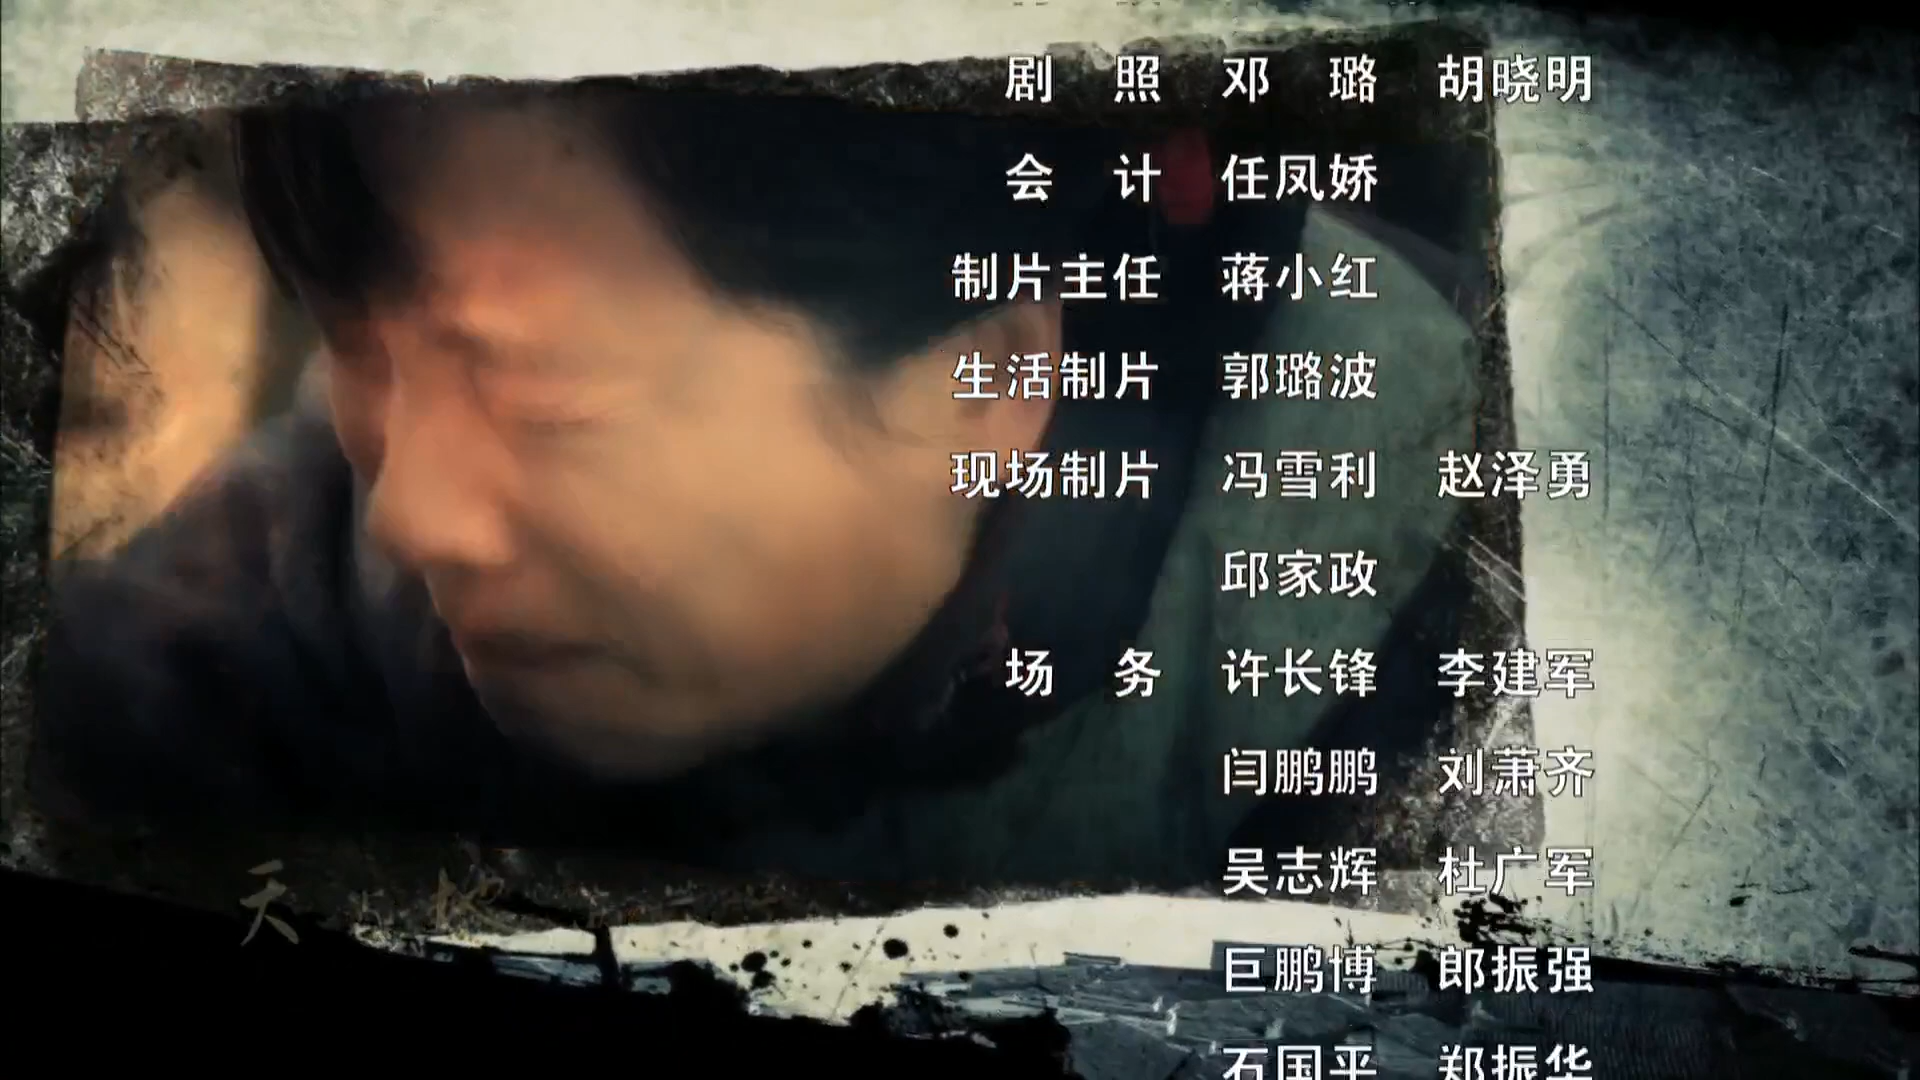 剧 照 邓 璐 胡晓明
会 计 任凤娇
制片主任 蒋小红
生活制片 郭璐波
现场制片 冯雪利 赵泽勇
邱家政
场 务 许长锋 李建军
闫鹏鹏 刘萧齐
吴志辉 杜广军
天 地
巨鹏博 郎振强
石国平 郑振华